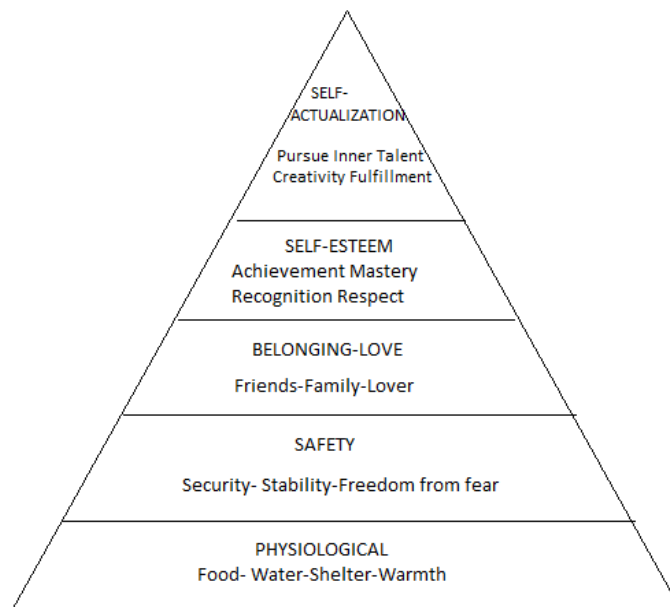 SELF-
ACTUALIZATION
Pursue Inner Talent
Creativity Fulfillment
SELF-ESTEEM
Achievement Mastery
Recognition Respect
BELONGING-LOVE
Friends-Family-Lover
SAFETY
Security- Stability-Freedom from fear
PHYSIOLOGICAL
Food- Water-Shelter-Warmth